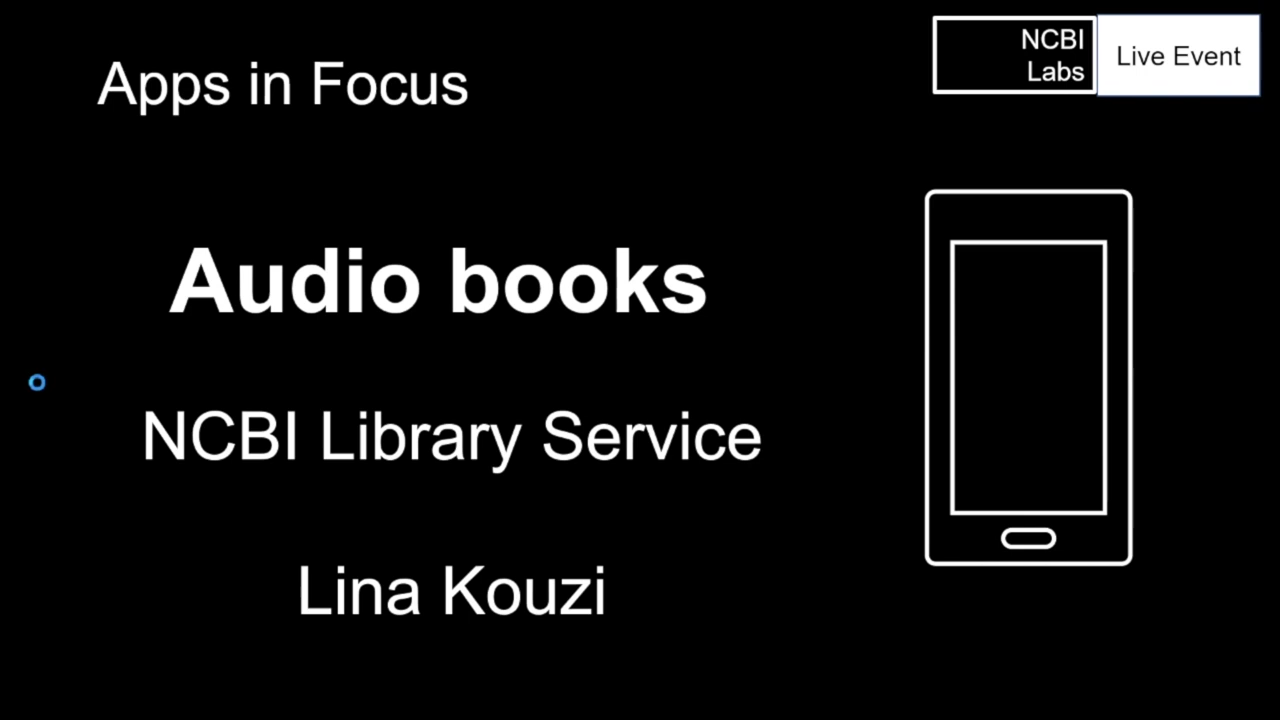 Apps in Focus
NCBI
Labs
Live Event
Audio books
NCBI Library Service
Lina Kouzi